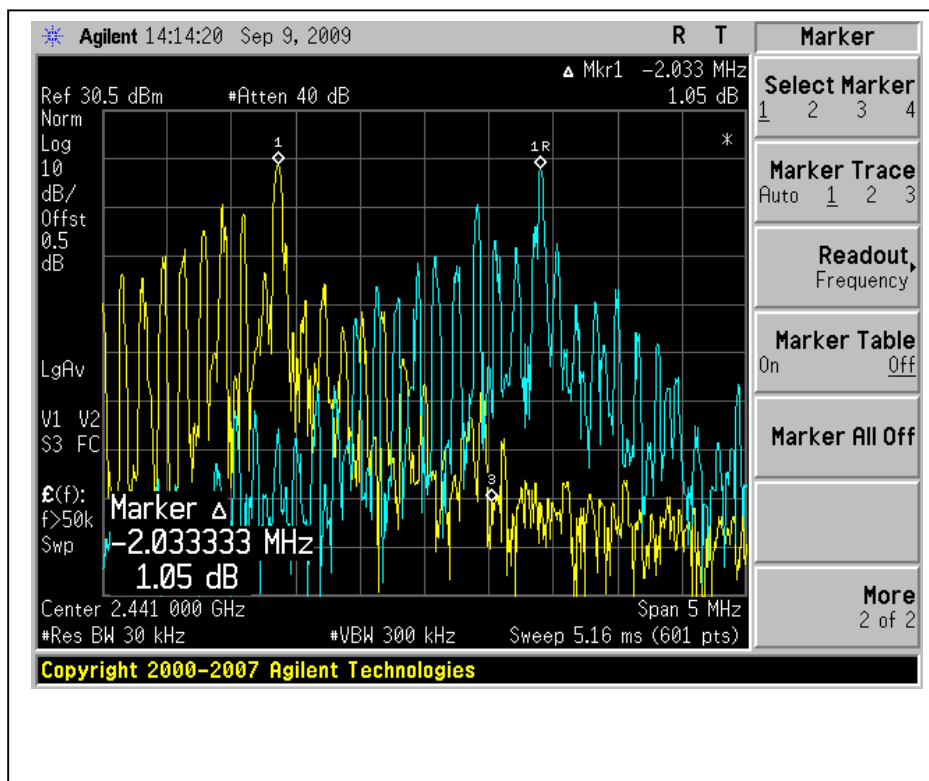 Agilent 14:14:20 Sep 9, 2009 R T
Δ Mkr1 -2.033 MHz
Ref 30.5 dBm #Atten 40 dB 1.05 dB
Norm
Log
10
dB/
Offst
0.5
dB
1
1R
*
LgAv
V1 V2
S3 FC
3
£(f):
f>50k
Swp
Marker Δ
-2.033333 MHz
1.05 dB
Center 2.441 000 GHz Span 5 MHz
#Res BW 30 kHz #VBW 300 kHz Sweep 5.16 ms (601 pts)
Copyright 2000-2007 Agilent Technologies
Marker
Select Marker
1 2 3 4
Marker Trace
Auto 1 2 3
Readout
Frequency
Marker Table
On Off
Marker All Off
More
2 of 2